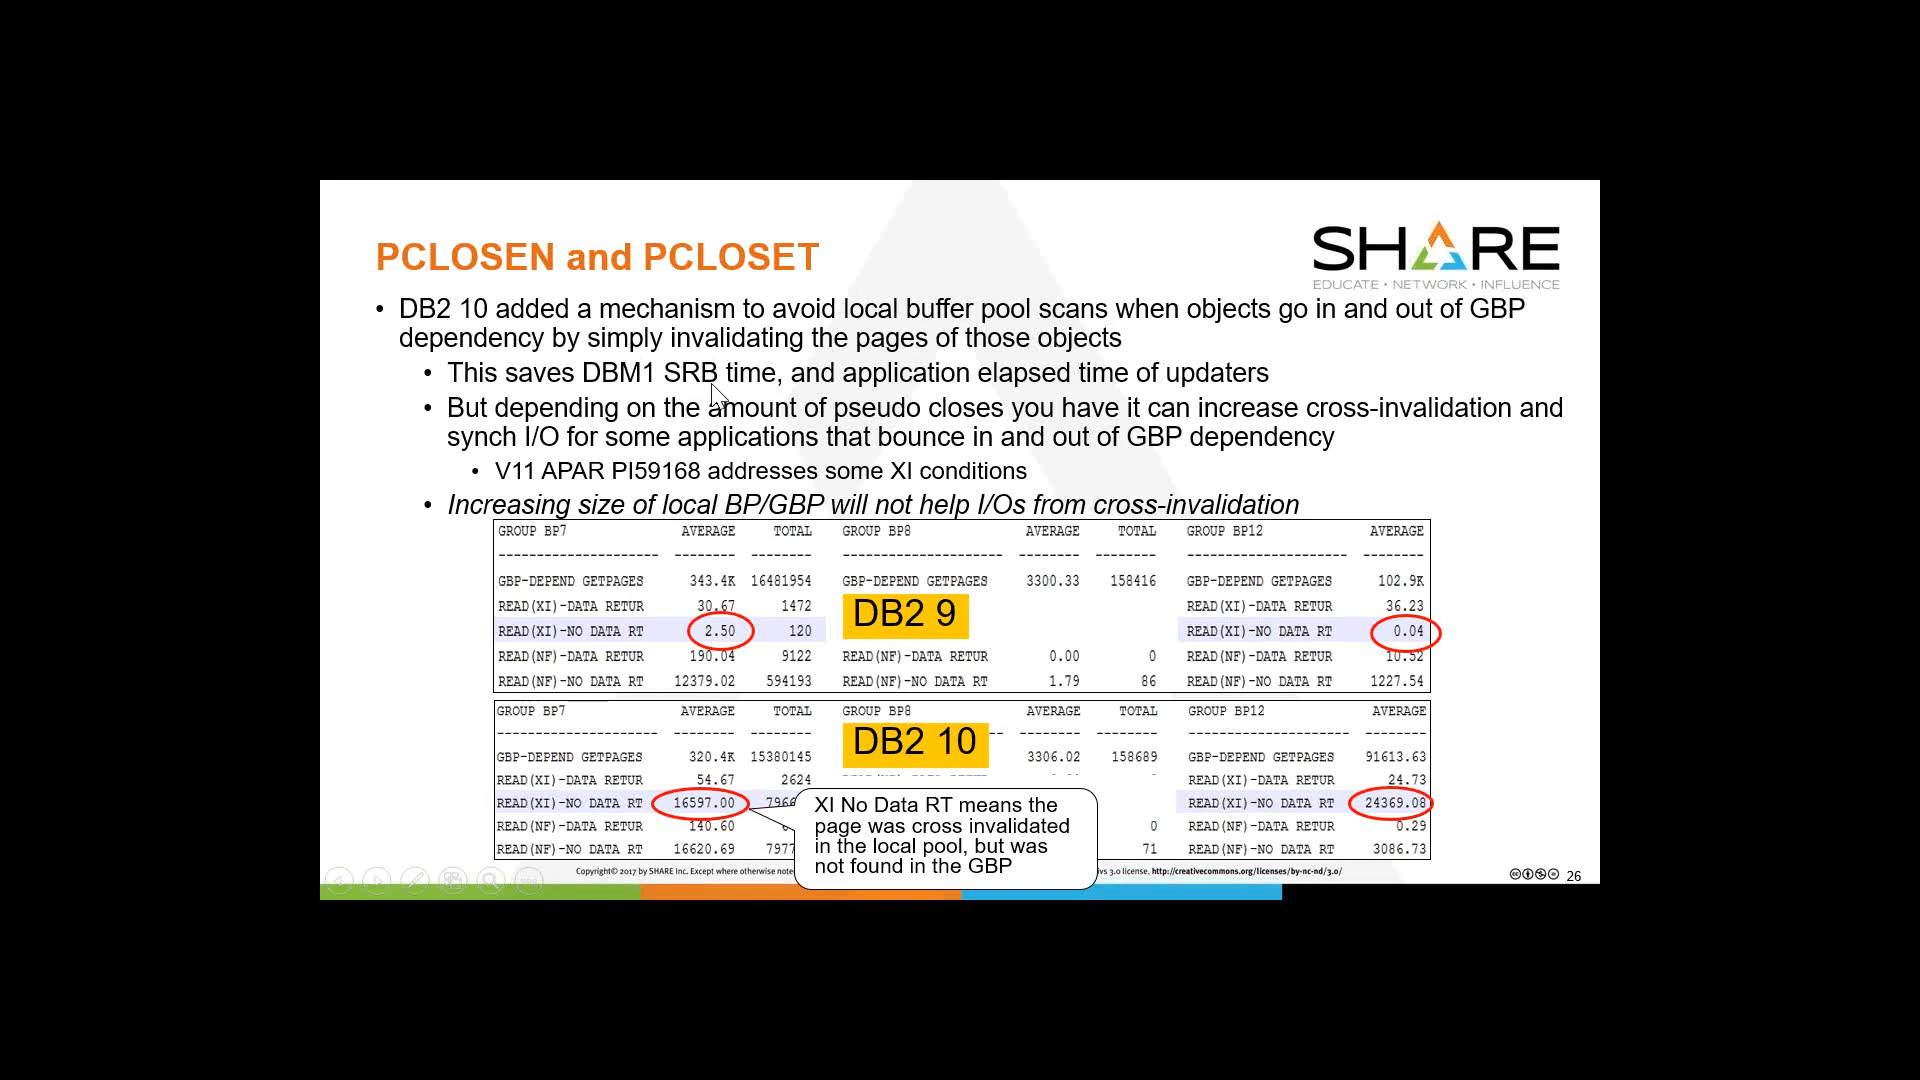 PCLOSEN and PCLOSET
SHARE
EDUCATE • NETWORK • INFLUENCE
• DB2 10 added a mechanism to avoid local buffer pool scans when objects go in and out of GBP
dependency by simply invalidating the pages of those objects
• This saves DBM1 SRB time, and application elapsed time of updaters
• But depending on the amount of pseudo closes you have it can increase cross-invalidation and
synch I/O for some applications that bounce in and out of GBP dependency
• V11 APAR PI59168 addresses some XI conditions
• Increasing size of local BP/GBP will not help I/Os from cross-invalidation
GROUP BP7 AVERAGE TOTAL GROUP BP8 AVERAGE TOTAL GROUP BP12 AVERAGE
--------------------- -------- -------- --------------------- -------- -------- --------------------- --------
GBP-DEPEND GETPAGES 343.4K 16481954 GBP-DEPEND GETPAGES 3300.33 158416 GBP-DEPEND GETPAGES 102.9K
READ(XI)-DATA RETUR 30.67 1472 READ(XI)-DATA RETUR 36.23
DB2 9
READ(XI)-NO DATA RT 2.50 120 READ(XI)-NO DATA RT 0.04
READ(NF)-DATA RETUR 190.04 9122 READ(NF)-DATA RETUR 0.00 0 READ(NF)-DATA RETUR 10.52
READ(NF)-NO DATA RT 12379.02 594193 READ(NF)-NO DATA RT 1.79 86 READ(NF)-NO DATA RT 1227.54
GROUP BP7 AVERAGE TOTAL GROUP BP8 AVERAGE TOTAL GROUP BP12 AVERAGE
--------------------- -------- -------- -- -------- -------- --------------------- --------
DB2 10
GBP-DEPEND GETPAGES 320.4K 15380145 3306.02 158689 GBP-DEPEND GETPAGES 91613.63
READ(XI)-DATA RETUR 54.67 2624 READ(XI)-DATA RETUR 24.73
READ(XI)-NO DATA RT 16597.00 READ(XI)-NO DATA RT 24369.08
READ(NF)-DATA RETUR 140.60 0 READ(NF)-DATA RETUR 0.29
READ(NF)-NO DATA RT 16620.69 71 READ(NF)-NO DATA RT 3086.73
XI No Data RT means the
page was cross invalidated
in the local pool, but was
not found in the GBP
Copyright© 2017 by SHARE Inc. Except where otherwise note 3.0 license. http://creativecommons.org/licenses/by-nc-nd/3.0/
26